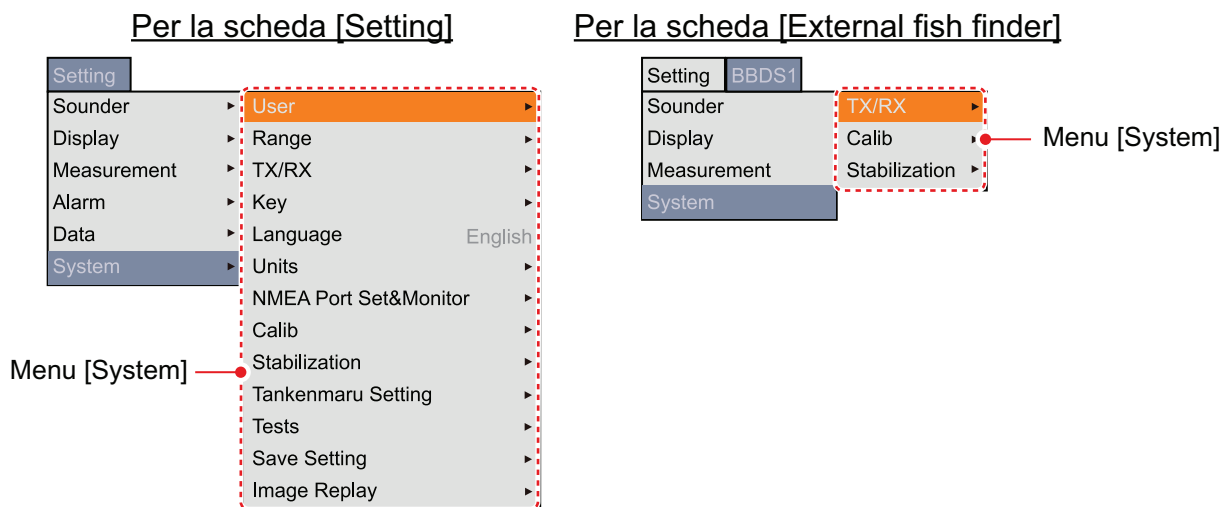 Per la scheda [Setting]
Setting
Sounder
Display
Measurement
Alarm
Data
System
User
Range
TX/RX
Key
Language English
Units
NMEA Port Set&Monitor
Calib
Stabilization
Tankenmaru Setting
Tests
Save Setting
Image Replay
Menu [System]
Per la scheda [External fish finder]
Setting BBDS1
Sounder
Display
Measurement
System
TX/RX
Calib
Stabilization
Menu [System]